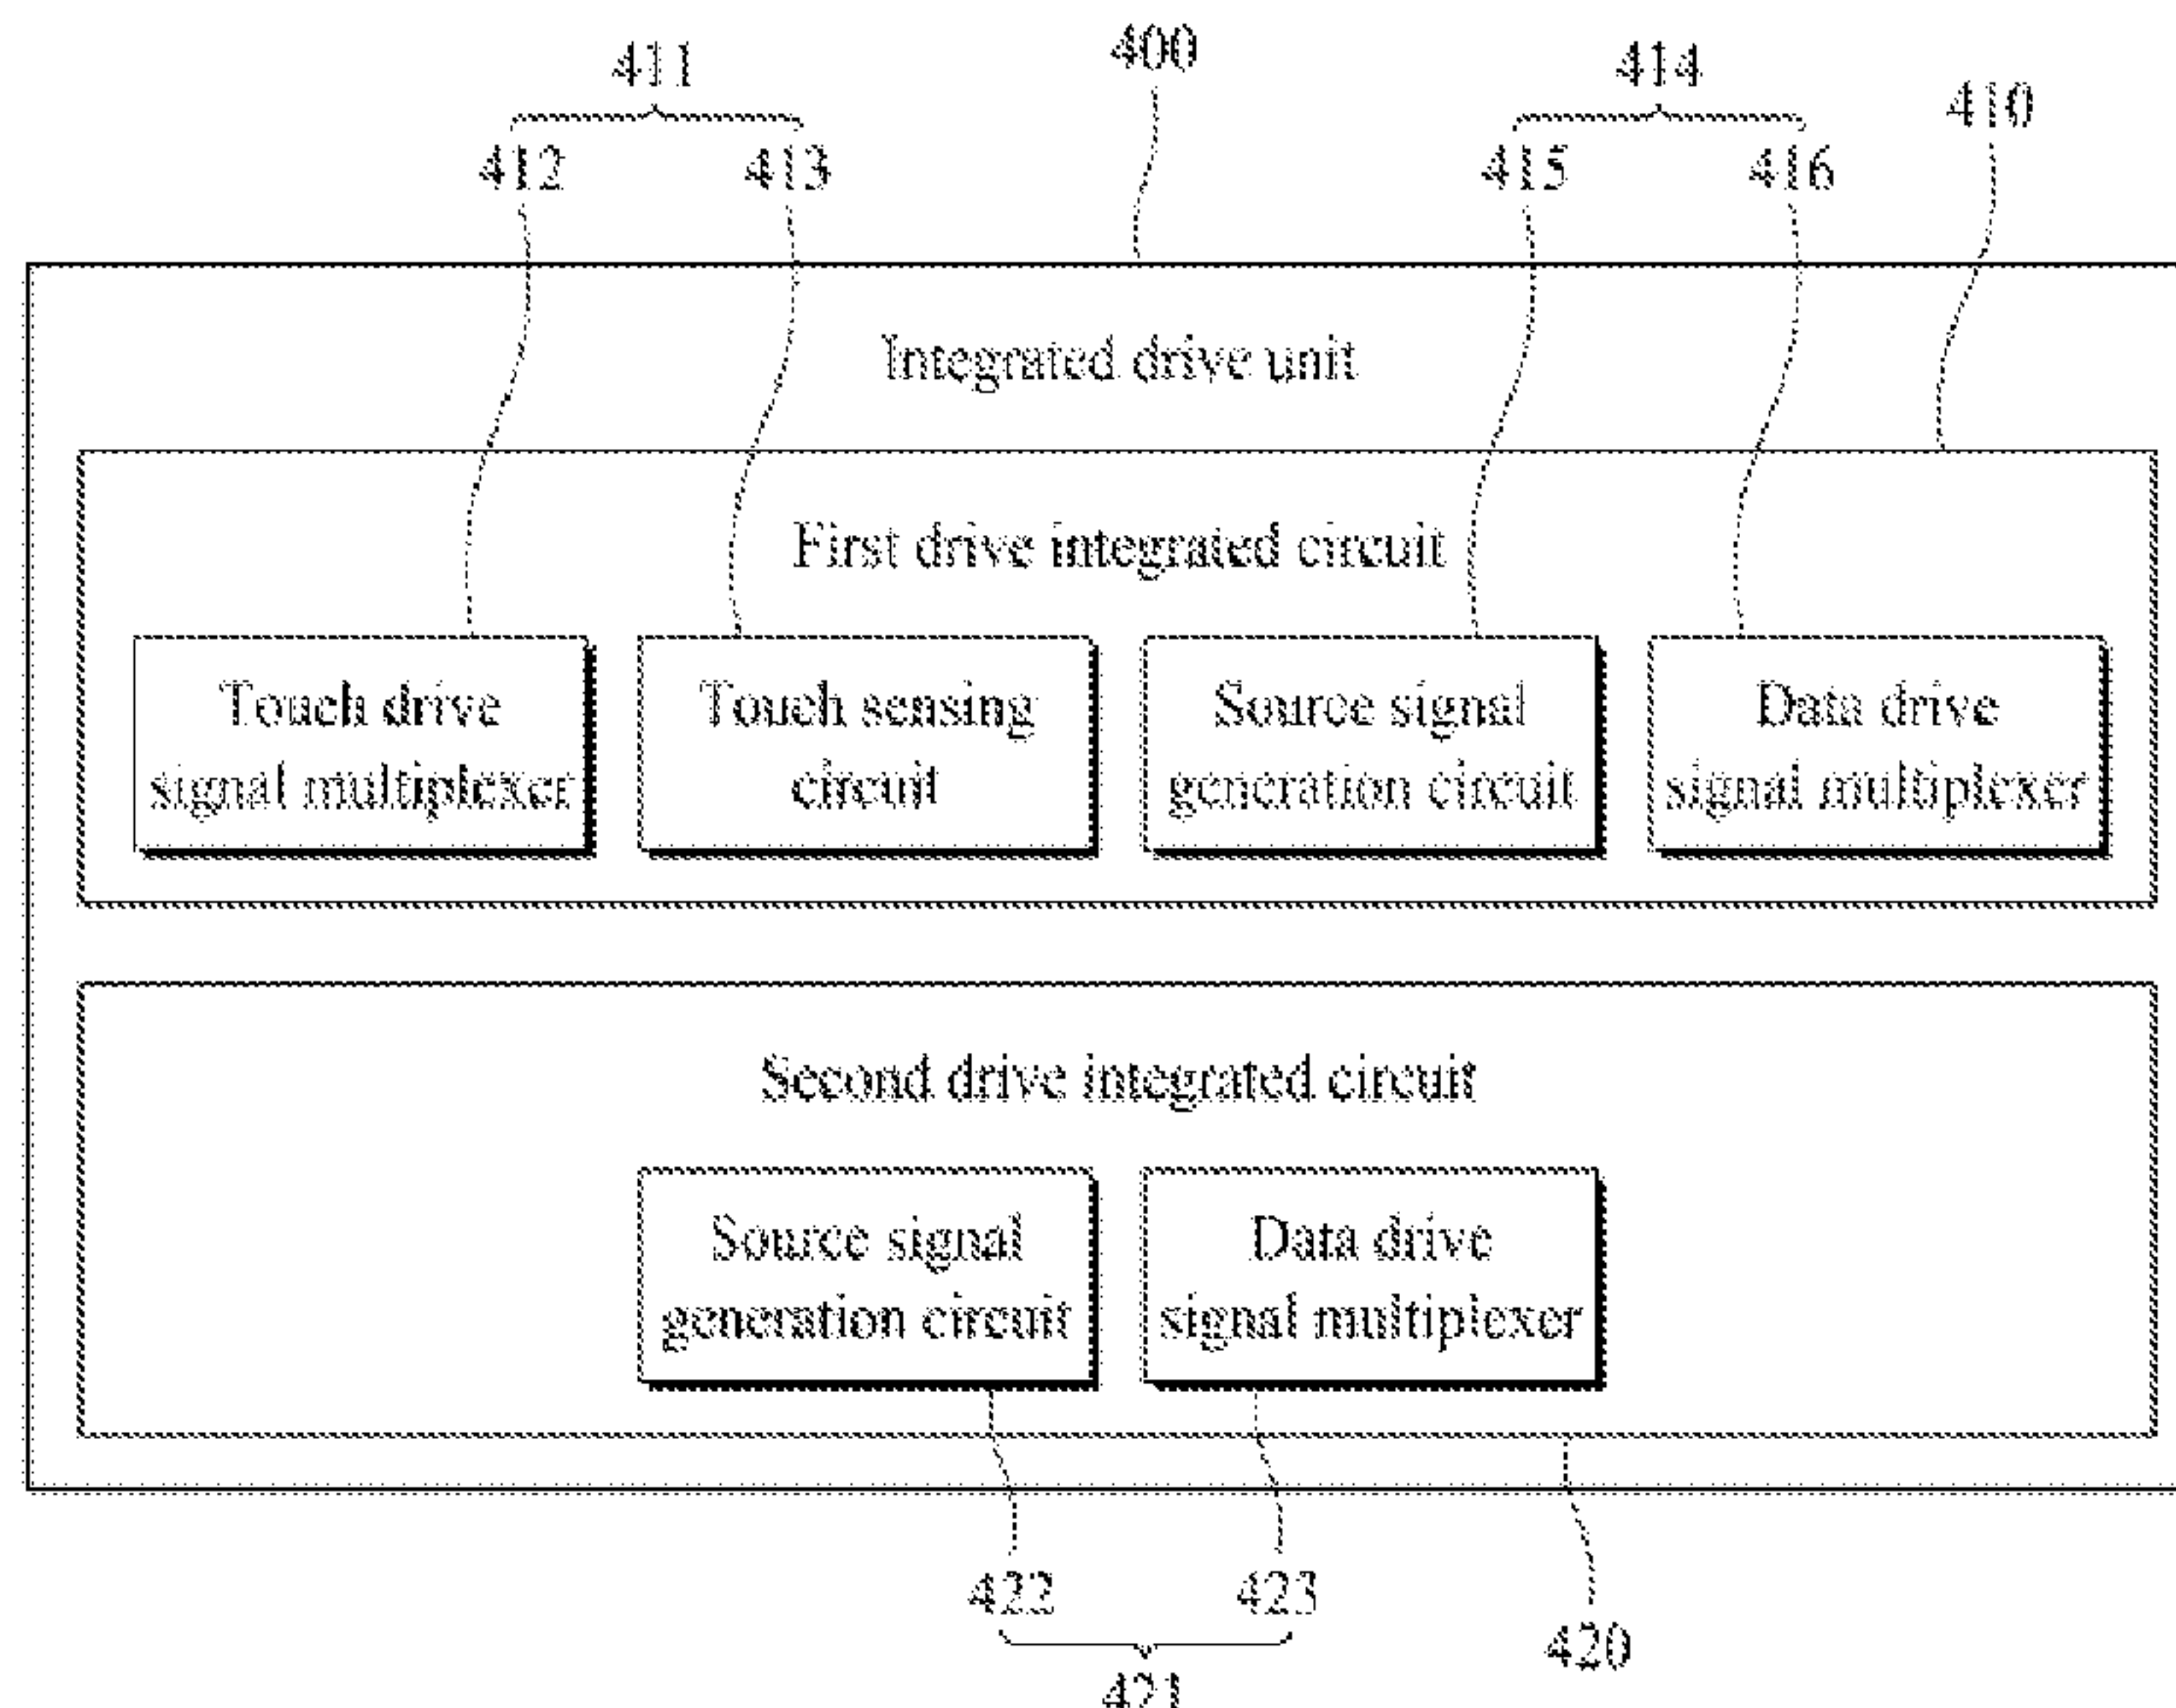 411
400
414
410
412
413
415
416
Integrated drive unit
First drive integrated circuit
Touch drive
signal multiplexer
Touch sensing
circuit
Source signal
generation circuit
Data drive
signal multiplexer
Second drive integrated circuit
Source signal
generation circuit
Data drive
signal multiplexer
422
423
420
421